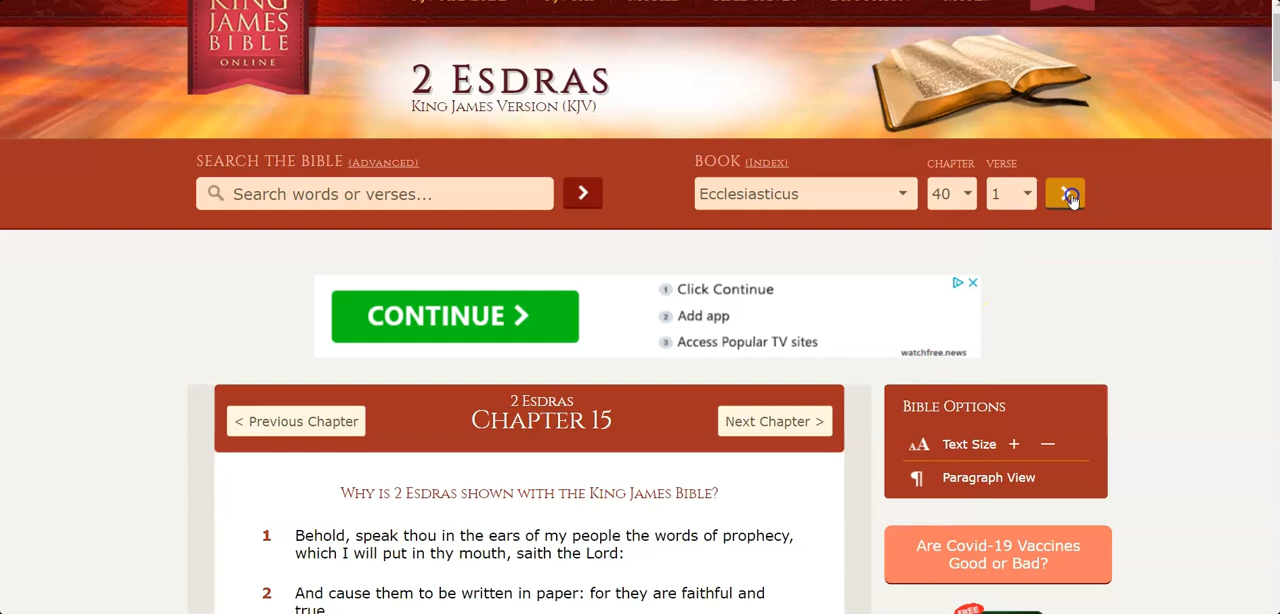 KING
JAMES
BIBLE
ONLINE
2 ESDRAS
KING JAMES VERSION (KJV)
SEARCH THE BIBLE (ADVANCED)
Search words or verses...
BOOK (INDEX)
CHAPTER
VERSE
Ecclesiasticus
40
1
CONTINUE
1 Click Continue
2 Add app
3 Access Popular TV sites
watchfree.news
< Previous Chapter
2 ESDRAS
CHAPTER 15
Next Chapter >
BIBLE OPTIONS
AA Text Size + —
¶ Paragraph View
WHY IS 2 ESDRAS SHOWN WITH THE KING JAMES BIBLE?
1 Behold, speak thou in the ears of my people the words of prophecy,
which I will put in thy mouth, saith the Lord:
2 And cause them to be written in paper: for they are faithful and
true.
Are Covid-19 Vaccines
Good or Bad?
FREE